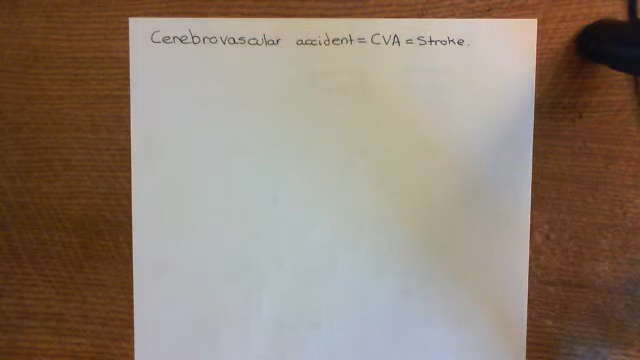 Cerebrovascular accident = CVA = Stroke.